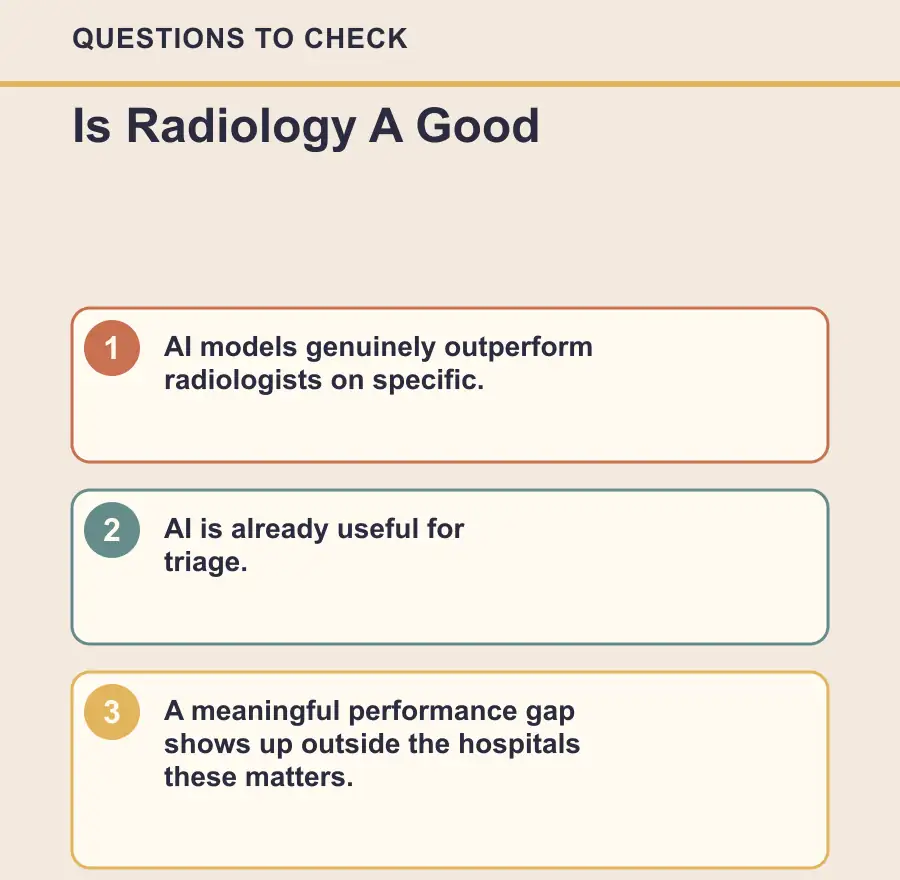 QUESTIONS TO CHECK
Is Radiology A Good
1
AI models genuinely outperform
radiologists on specific.
2
AI is already useful for
triage.
3
A meaningful performance gap
shows up outside the hospitals
these matters.